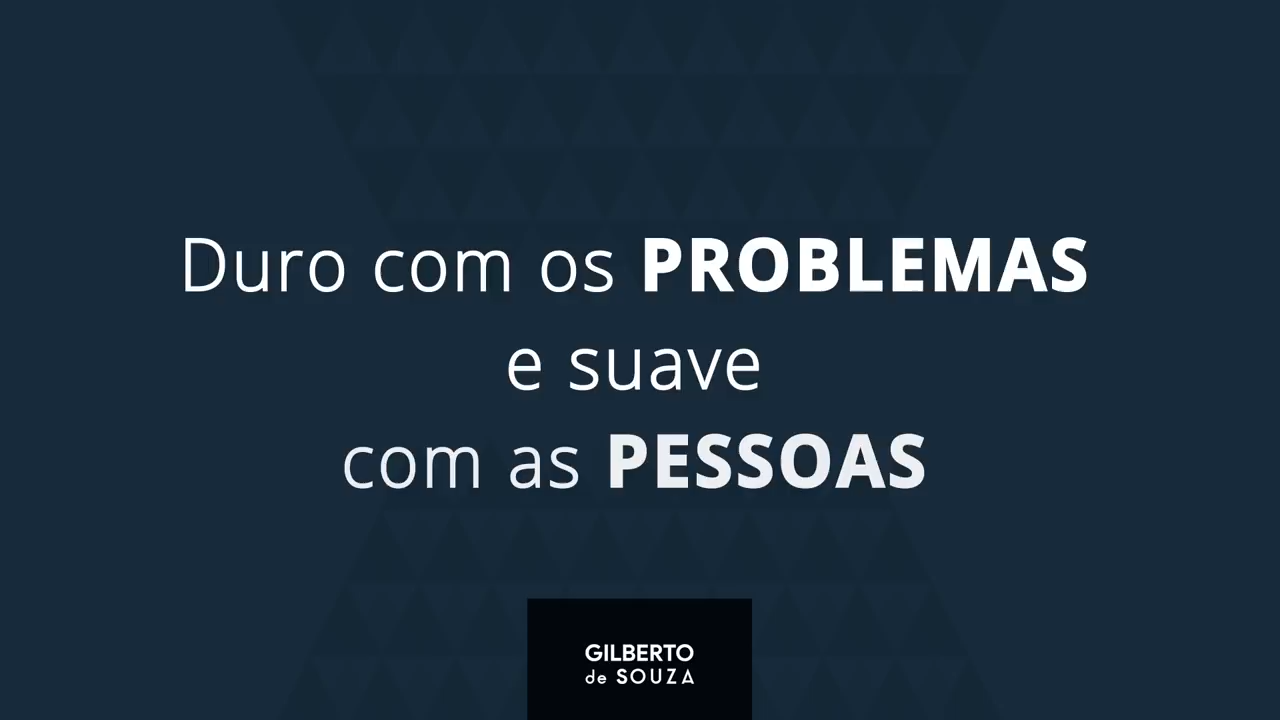 Duro com os PROBLEMAS
e suave
com as PESSOAS
GILBERTO
de SOUZA